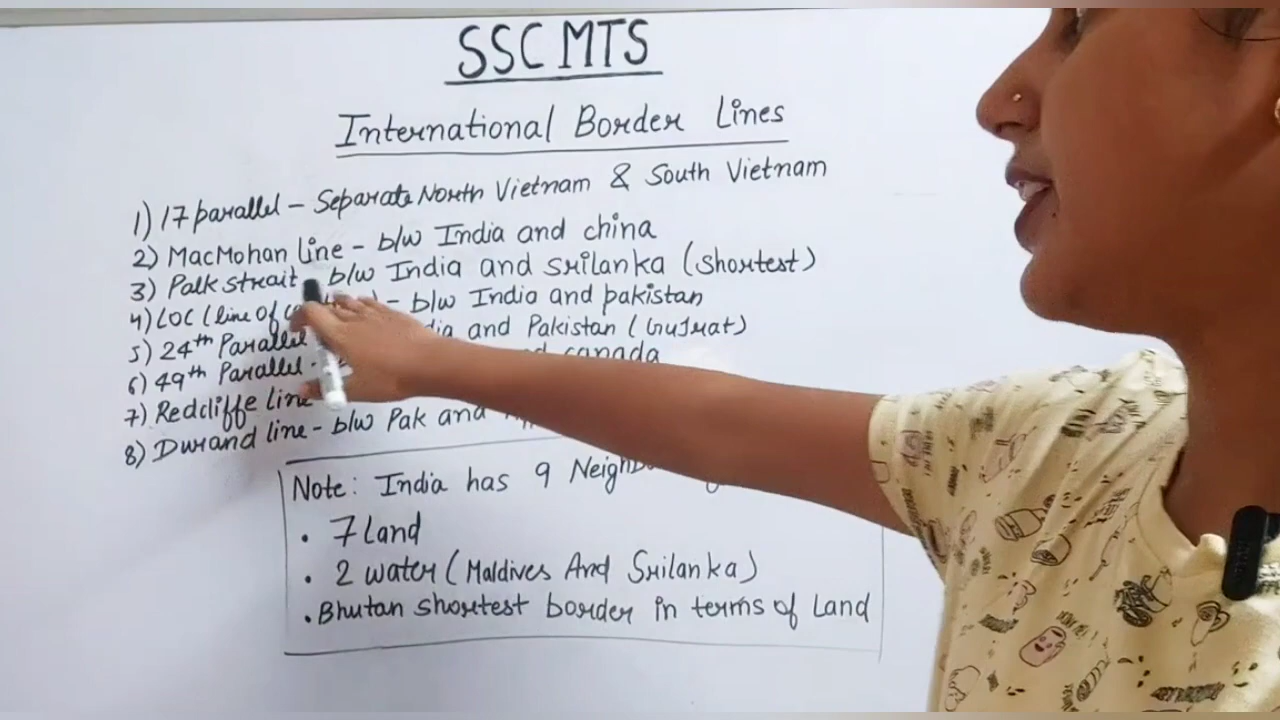 SSC MTS
International Border Lines
1) 17 parallel – Separate North Vietnam & South Vietnam
2) MacMohan line – b/w India and china
3) Palk strait b/w India and Srilanka (shortest)
4) LOC (line Of – b/w India and pakistan
5) 24th Parallel and Pakistan (Gujrat)
6) 49th Parallel - canada
7) Redcliffe line
8) Durand line – b/w Pak and
Note: India has 9
• 7 Land
• 2 water (Maldives And Srilanka)
• Bhutan shortest border in terms of Land